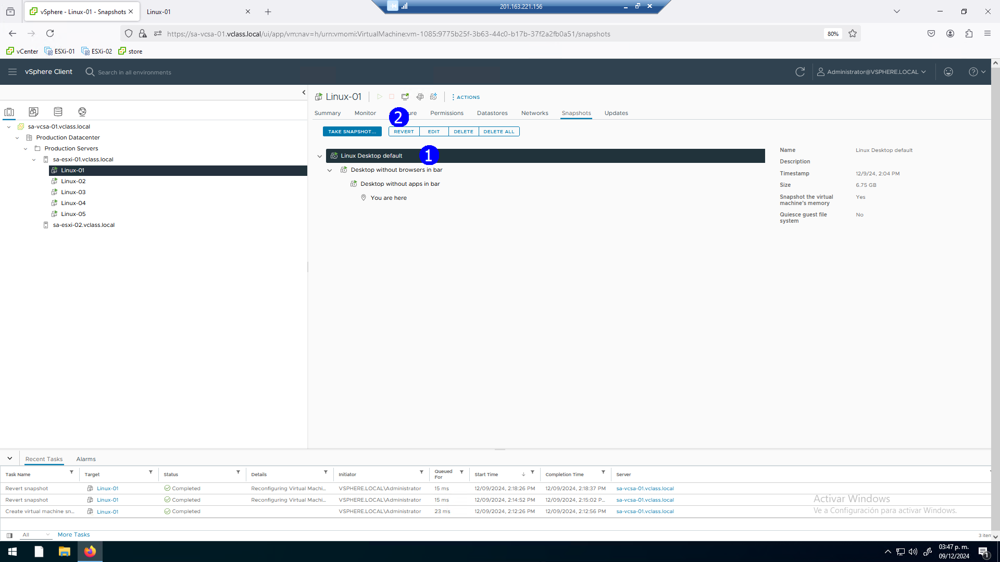 vSphere - Linux-01 - Snapshots
Linux-01
201.163.221.156
https://sa-vcsa-01.vclass.local/ui/app/vm;nav=h/urn:vmomi:VirtualMachine:vm-1085:9775b25f-3b63-44c0-b17b-37f2a2fb0a51/snapshots
80%
vCenter
ESXi-01
ESXi-02
store
vSphere Client
Search in all environments
Administrator@VSPHERE.LOCAL
Linux-01
ACTIONS
Summary
Monitor
2
ure
Permissions
Datastores
Networks
Snapshots
Updates
TAKE SNAPSHOT...
REVERT
EDIT
DELETE
DELETE ALL
sa-vcsa-01.vclass.local
Production Datacenter
Production Servers
sa-esxi-01.vclass.local
Linux-01
Linux-02
Linux-03
Linux-04
Linux-05
sa-esxi-02.vclass.local
Linux Desktop default
1
Desktop without browsers in bar
Desktop without apps in bar
You are here
Name
Linux Desktop default
Description
Timestamp
12/9/24, 2:04 PM
Size
6.75 GB
Snapshot the virtual
machine's memory
Yes
Quiesce guest file
system
No
Recent Tasks
Alarms
Task Name
Target
Status
Details
Initiator
Queued
For
Start Time
Completion Time
Server
Revert snapshot
Linux-01
Completed
Reconfiguring Virtual Machi...
VSPHERE.LOCAL\Administrator
15 ms
12/09/2024, 2:18:26 PM
12/09/2024, 2:18:37 PM
sa-vcsa-01.vclass.local
Revert snapshot
Linux-01
Completed
Reconfiguring Virtual Machi...
VSPHERE.LOCAL\Administrator
15 ms
12/09/2024, 2:14:52 PM
12/09/2024, 2:15:02 P...
sa-vcsa-01.vclass.local
Create virtual machine sn...
Linux-01
Completed
VSPHERE.LOCAL\Administrator
23 ms
12/09/2024, 2:12:26 PM
12/09/2024, 2:12:56 PM
sa-vcsa-01.vclass.local
Activar Windows
Ve a Configuración para activar Windows.
All
More Tasks
3 item
03:47 p. m.
09/12/2024
1